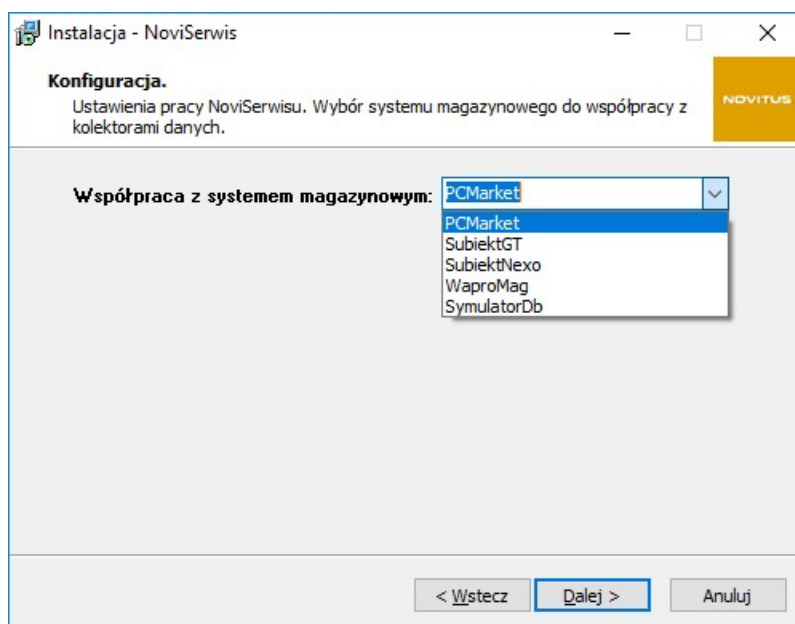 Instalacja - NoviSerwis
Konfiguracja.
Ustawienia pracy NoviSerwisu. Wybór systemu magazynowego do współpracy z
kolektorami danych.
NOVITUS
Współpraca z systemem magazynowym:
PCMarket
PCMarket
SubiektGT
SubiektNexo
WaproMag
SymulatorDb
< Wstecz
Dalej >
Anuluj